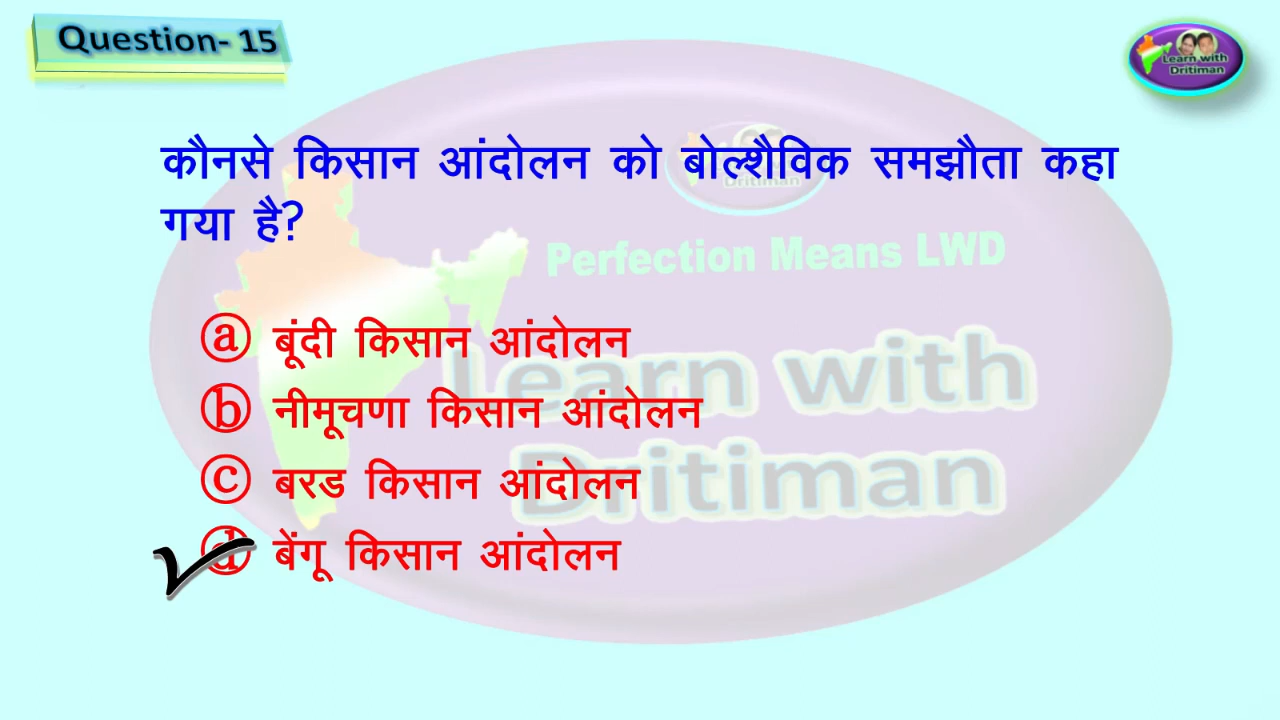 Question- 15
Learn with
Dritiman
कौनसे किसान आंदोलन को बोल्शैविक समझौता कहा
गया है?
Dritiman
Perfection Means LWD
ⓐ बूंदी किसान आंदोलन
ⓑ नीमूचणा किसान आंदोलन
ⓒ बरड किसान आंदोलन
ⓓ बेंगू किसान आंदोलन
Learn with
Dritiman